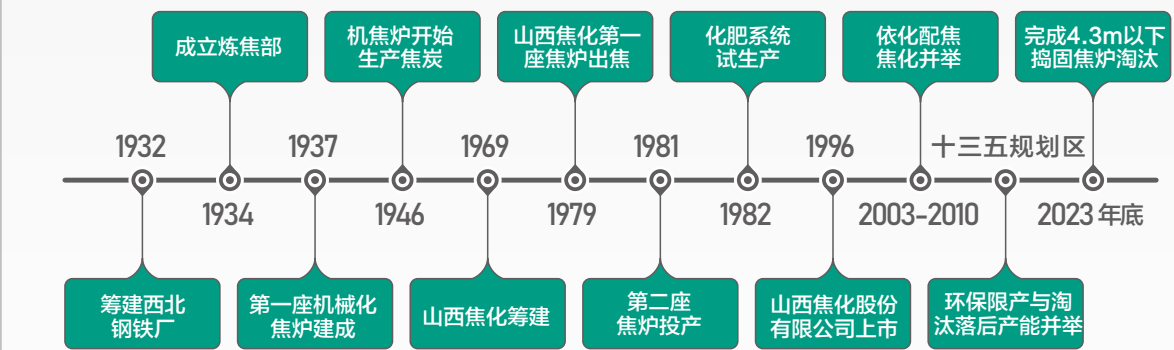 成立炼焦部
机焦炉开始
生产焦炭
山西焦化第一
座焦炉出焦
化肥系统
试生产
依化配焦
焦化并举
完成4.3m以下
捣固焦炉淘汰
1932
1937
1969
1981
1996
十三五规划区
1934
1946
1979
1982
2003-2010
2023年底
筹建西北
钢铁厂
第一座机械化
焦炉建成
山西焦化筹建
第二座
焦炉投产
山西焦化股份
有限公司上市
环保限产与淘
汰落后产能并举